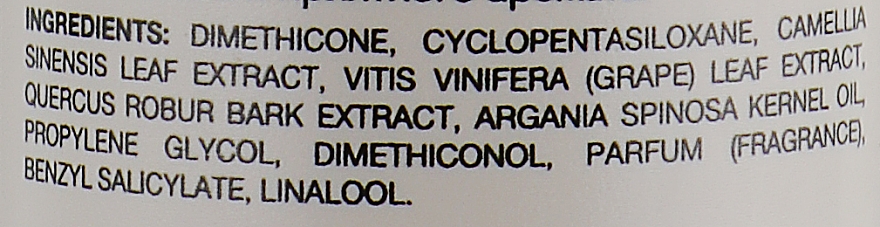 INGREDIENTS: DIMETHICONE, CYCLOPENTASILOXANE, CAMELLIA
SINENSIS LEAF EXTRACT, VITIS VINIFERA (GRAPE) LEAF EXTRACT,
QUERCUS ROBUR BARK EXTRACT, ARGANIA SPINOSA KERNEL OIL,
PROPYLENE GLYCOL, DIMETHICONOL, PARFUM (FRAGRANCE),
BENZYL SALICYLATE, LINALOOL.